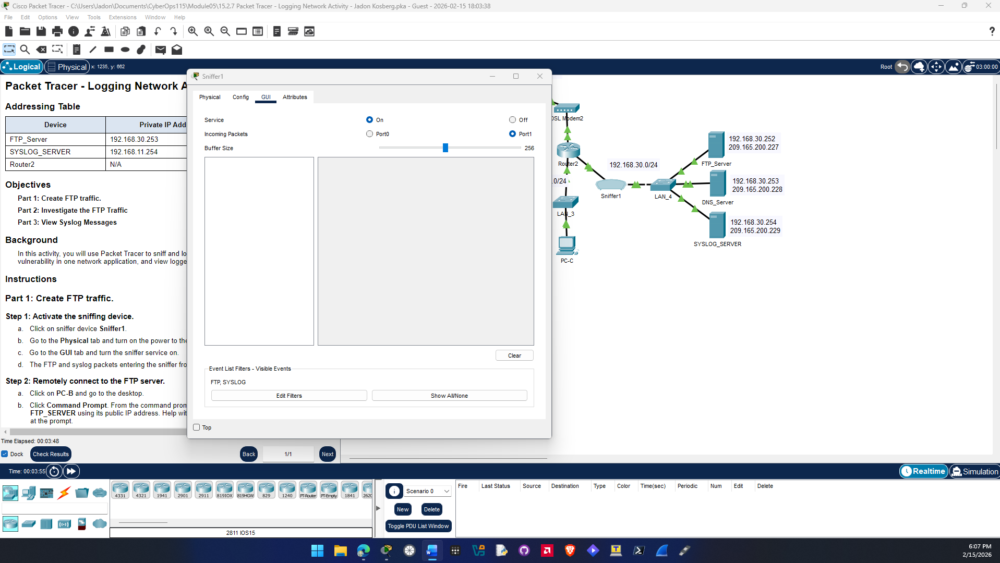 Cisco Packet Tracer - C:\Users\Jadon\Documents\CyberOps115\Module05\15.2.7 Packet Tracer - Logging Network Activity - Jadon Kosberg.pka - Guest - 2026-02-15 18:03:38
File Edit Options View Tools Extensions Window Help
Logical Physical x: 1235, y: 662 Root 03:00:00
Packet Tracer - Logging Network A
Addressing Table
Device Private IP Add
FTP_Server 192.168.30.253
SYSLOG_SERVER 192.168.11.254
Router2 N/A
Objectives
Part 1: Create FTP traffic.
Part 2: Investigate the FTP Traffic
Part 3: View Syslog Messages
Background
In this activity, you will use Packet Tracer to sniff and lo
vulnerability in one network application, and view logge
Instructions
Part 1: Create FTP traffic.
Step 1: Activate the sniffing device.
a. Click on sniffer device Sniffer1.
b. Go to the Physical tab and turn on the power to the
c. Go to the GUI tab and turn the sniffer service on.
d. The FTP and syslog packets entering the sniffer fro
Step 2: Remotely connect to the FTP server.
a. Click on PC-B and go to the desktop.
b. Click Command Prompt. From the command pron
FTP_SERVER using its public IP address. Help wit
at the prompt.
Time Elapsed: 00:03:48
Dock Check Results Back 1/1 Next
Sniffer1
Physical Config GUI Attributes
Service On Off
Incoming Packets Port0 Port1
Buffer Size 256
Clear
Event List Filters - Visible Events
FTP, SYSLOG
Edit Filters Show All/None
Top
DSL Modem2
Router2
.0/24
LAN_3
PC-C
192.168.30.0/24
Sniffer1
LAN_4
192.168.30.252
209.165.200.227
FTP_Server
192.168.30.253
209.165.200.228
DNS_Server
192.168.30.254
209.165.200.229
SYSLOG_SERVER
Time: 00:03:55 Realtime Simulation
4331 4321 1941 2901 2911 819IOX 819HGW 829 1240 PT-Router PT-Empty 1841 2620
2811 IOS15
Scenario 0
New Delete
Toggle PDU List Window
Fire Last Status Source Destination Type Color Time(sec) Periodic Num Edit Delete
6:07 PM
2/15/2026